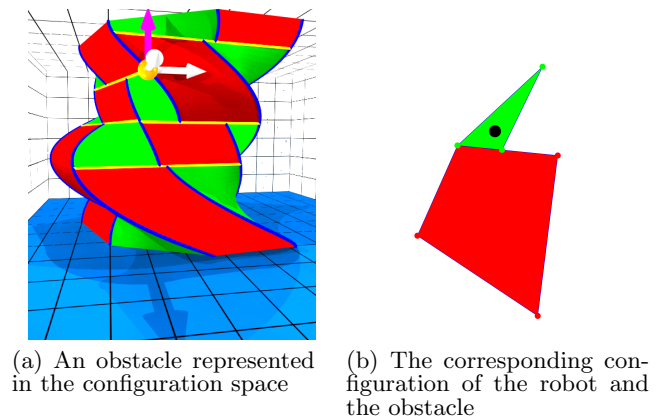 (a) An obstacle represented
in the configuration space
(b) The corresponding con-
figuration of the robot and
the obstacle